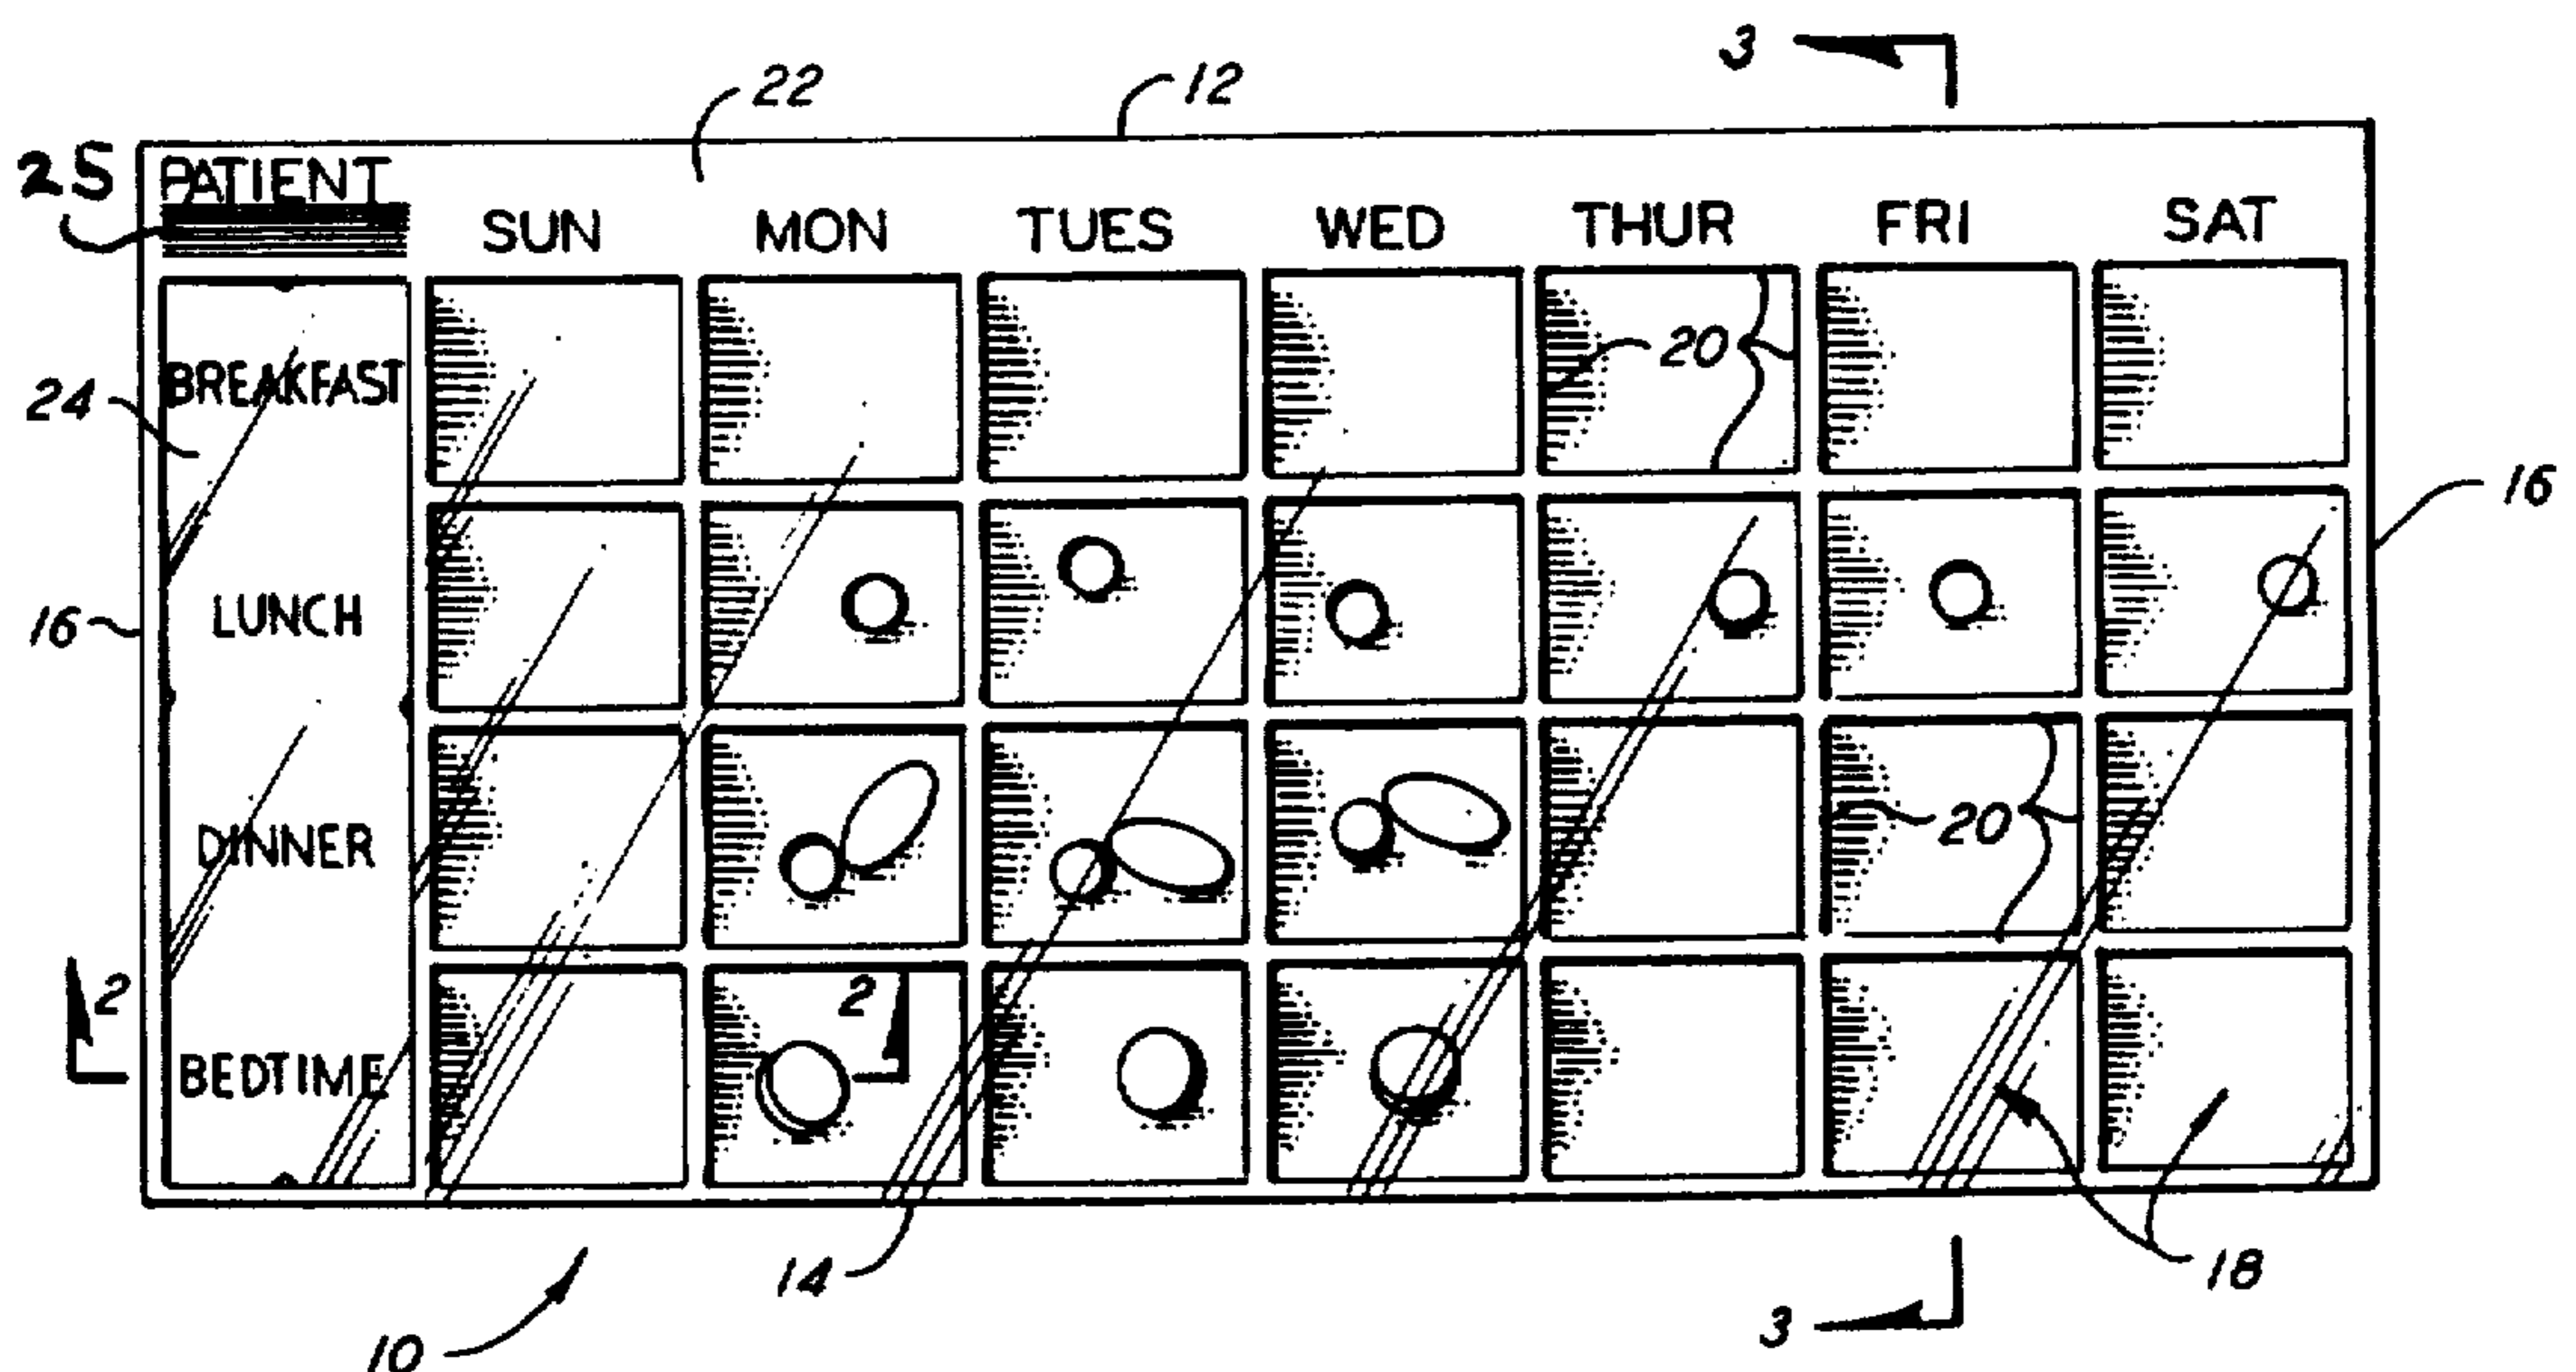 3
22 12
25 PATIENT
SUN MON TUES WED THUR FRI SAT
20
24 BREAKFAST
16
16 LUNCH
20
DINNER
2 2
BEDTIME
14 18
10 3